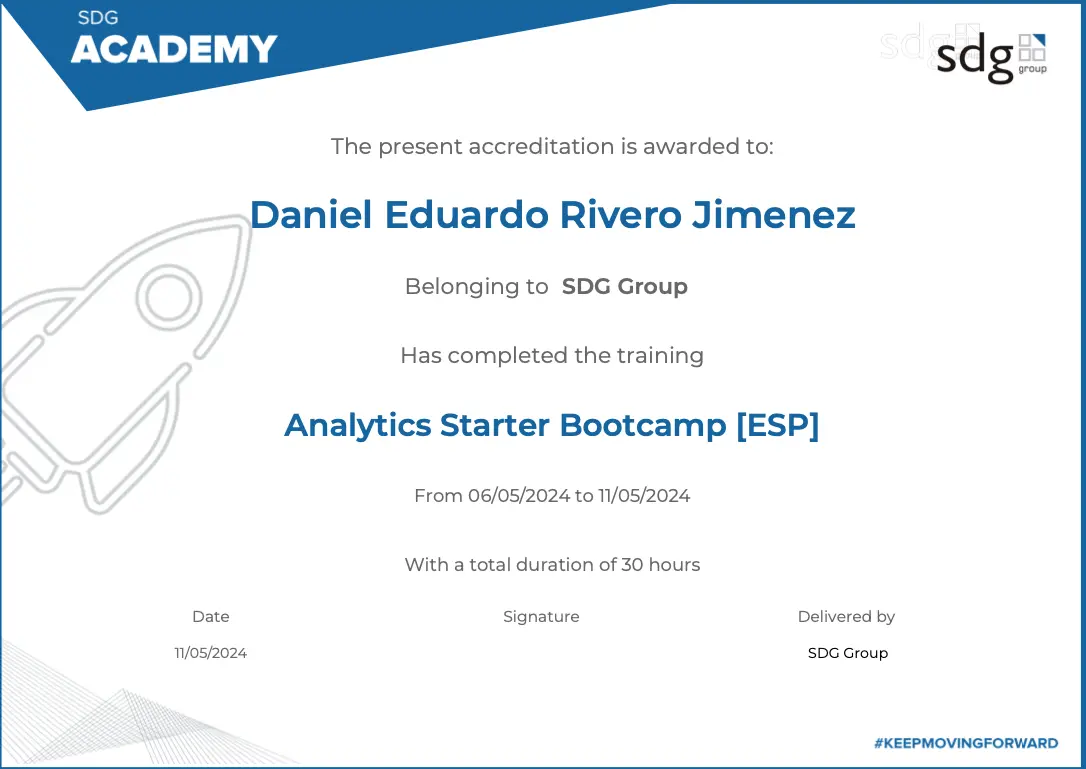 SDG
ACADEMY
sdg
group
The present accreditation is awarded to:
Daniel Eduardo Rivero Jimenez
Belonging to SDG Group
Has completed the training
Analytics Starter Bootcamp [ESP]
From 06/05/2024 to 11/05/2024
With a total duration of 30 hours
Date
Signature
Delivered by
11/05/2024
SDG Group
#KEEPMOVINGFORWARD